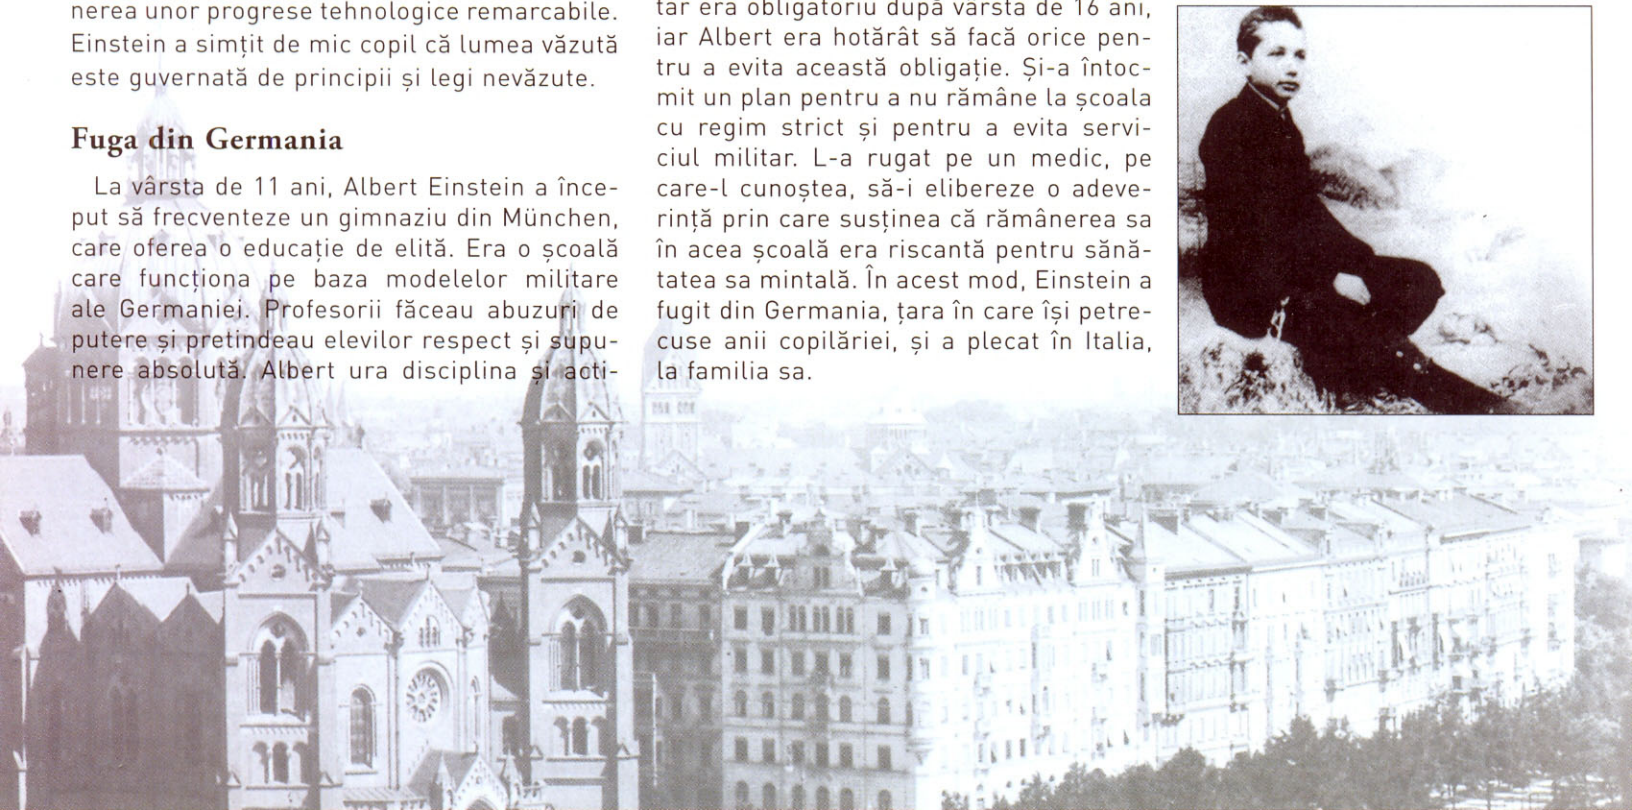 nerea unor progrese tehnologice remarcabile.
Einstein a simțit de mic copil că lumea văzută
este guvernată de principii și legi nevăzute.
Fuga din Germania
La vârsta de 11 ani, Albert Einstein a înce-
put să frecventeze un gimnaziu din München,
care oferea o educație de elită. Era o școală
care funcționa pe baza modelelor militare
ale Germaniei. Profesorii făceau abuzuri de
putere și pretindeau elevilor respect și supu-
nere absolută. Albert ura disciplina și acti-
tar era obligatoriu după vârsta de 16 ani,
iar Albert era hotărât să facă orice pen-
tru a evita această obligație. Și-a întoc-
mit un plan pentru a nu rămâne la școala
cu regim strict și pentru a evita servi-
ciul militar. L-a rugat pe un medic, pe
care-l cunoștea, să-i elibereze o adeve-
rință prin care susținea că rămânerea sa
în acea școală era riscantă pentru sănă-
tatea sa mintală. În acest mod, Einstein a
fugit din Germania, țara în care își petre-
cuse anii copilăriei, și a plecat în Italia,
la familia sa.